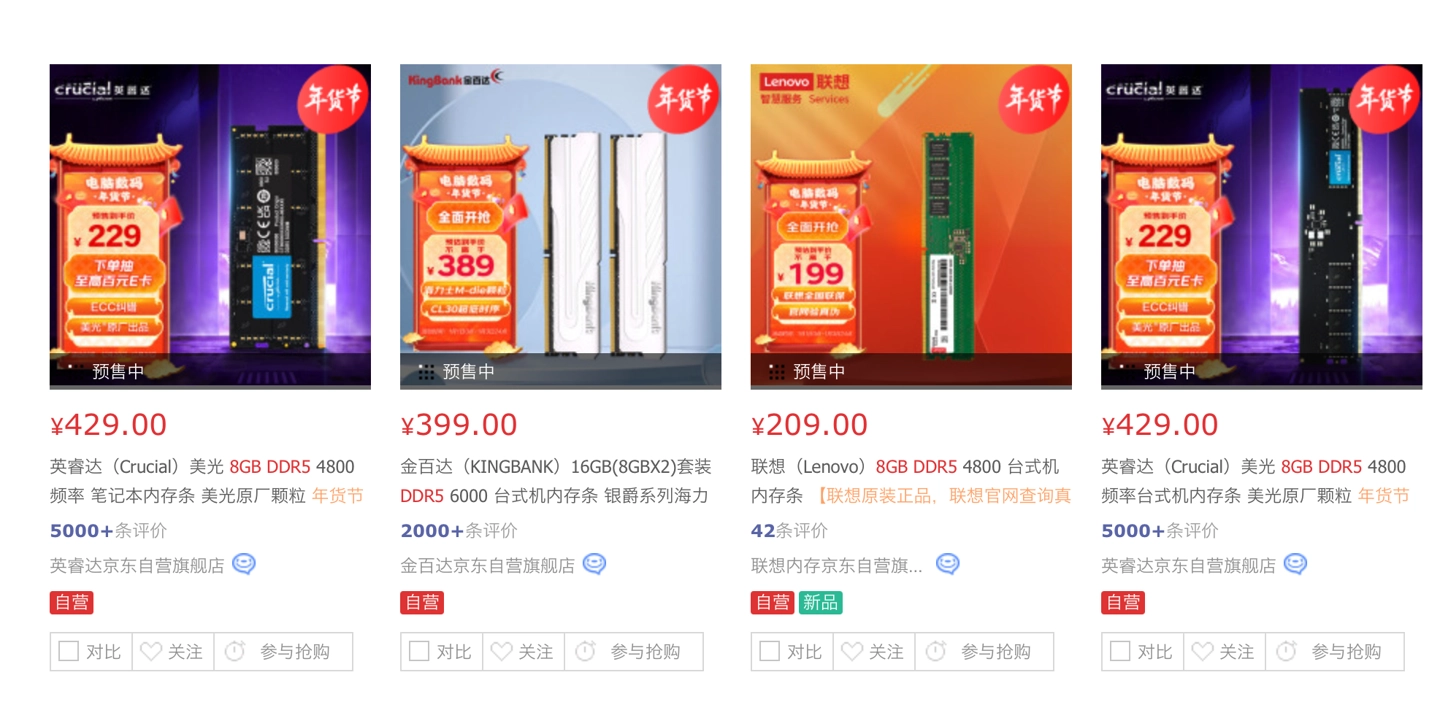 crucial 英睿达
年货节
电脑数码
年货节
预售到手价
¥229
下单抽
至高百元E卡
ECC纠错
美光®原厂出品
crucial
预售中
¥429.00
英睿达（Crucial）美光 8GB DDR5 4800
频率 笔记本内存条 美光原厂颗粒 年货节
5000+条评价
英睿达京东自营旗舰店
自营
对比 关注 参与抢购
KingBank 金百达
年货节
电脑数码
年货节
全面开抢
预估到手价
不高于
¥389
海力士M-die颗粒
CL30超低时序
预售中
¥399.00
金百达（KINGBANK）16GB(8GBX2)套装
DDR5 6000 台式机内存条 银爵系列海力
2000+条评价
金百达京东自营旗舰店
自营
对比 关注 参与抢购
Lenovo 联想
智慧服务 Services
年货节
电脑数码
年货节
全面开抢
预估到手价
不高于
¥199
联想全国联保
官网验真伪
预售中
¥209.00
联想（Lenovo）8GB DDR5 4800 台式机
内存条 【联想原装正品，联想官网查询真
42条评价
联想内存京东自营旗...
自营 新品
对比 关注 参与抢购
crucial 英睿达
年货节
电脑数码
年货节
预售到手价
¥229
下单抽
至高百元E卡
ECC纠错
美光®原厂出品
crucial
预售中
¥429.00
英睿达（Crucial）美光 8GB DDR5 4800
频率台式机内存条 美光原厂颗粒 年货节
5000+条评价
英睿达京东自营旗舰店
自营
对比 关注 参与抢购